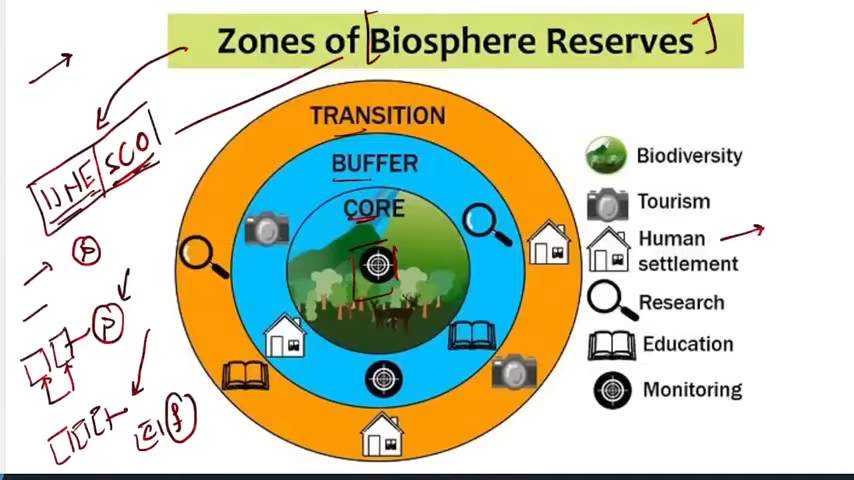 Zones of [Biosphere Reserves]
TRANSITION
BUFFER
CORE
UNESCO
Biodiversity
Tourism
Human
settlement
Research
Education
Monitoring
P